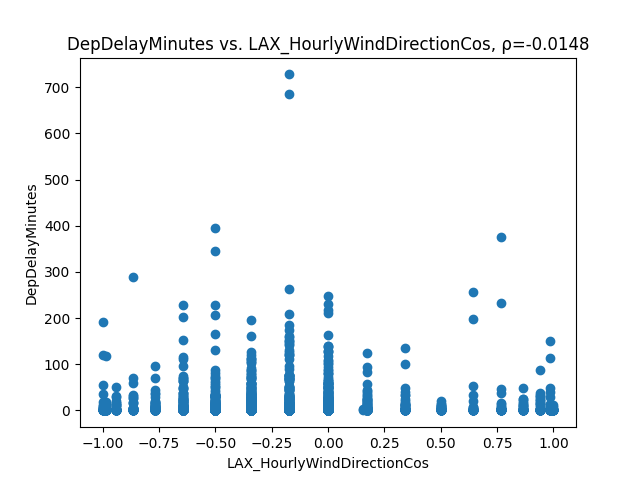 DepDelayMinutes vs. LAX_HourlyWindDirectionCos, ρ=-0.0148
DepDelayMinutes
700
600
500
400
300
200
100
0
−1.00 −0.75 −0.50 −0.25 0.00 0.25 0.50 0.75 1.00
LAX_HourlyWindDirectionCos